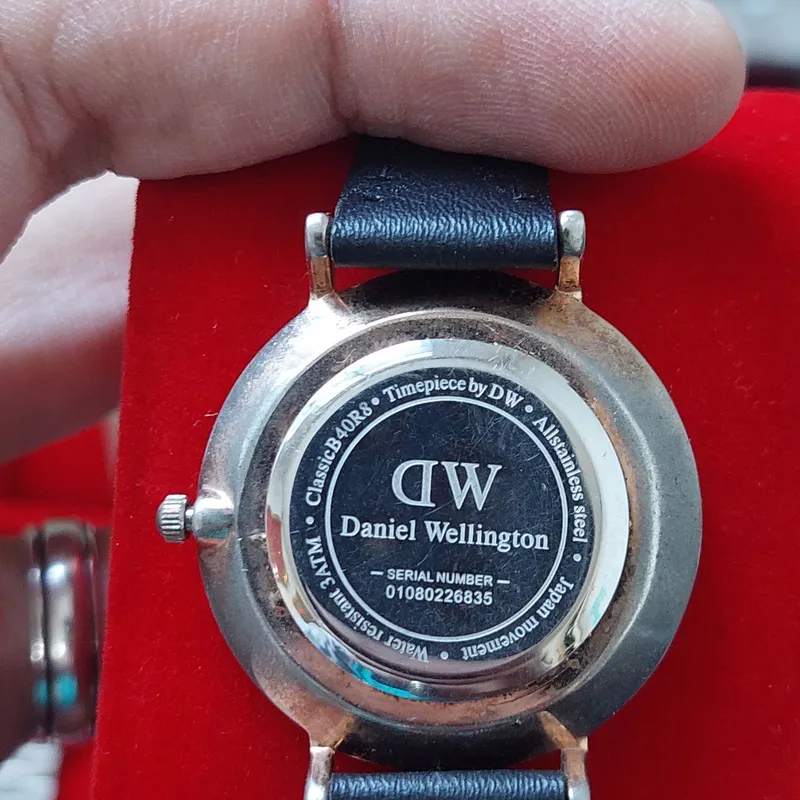 ClassicB40R8 • Timepiece by DW • Allstainless steel • Japan movement • Water resistant 3ATM •
DW
Daniel Wellington
— SERIAL NUMBER —
01080226835